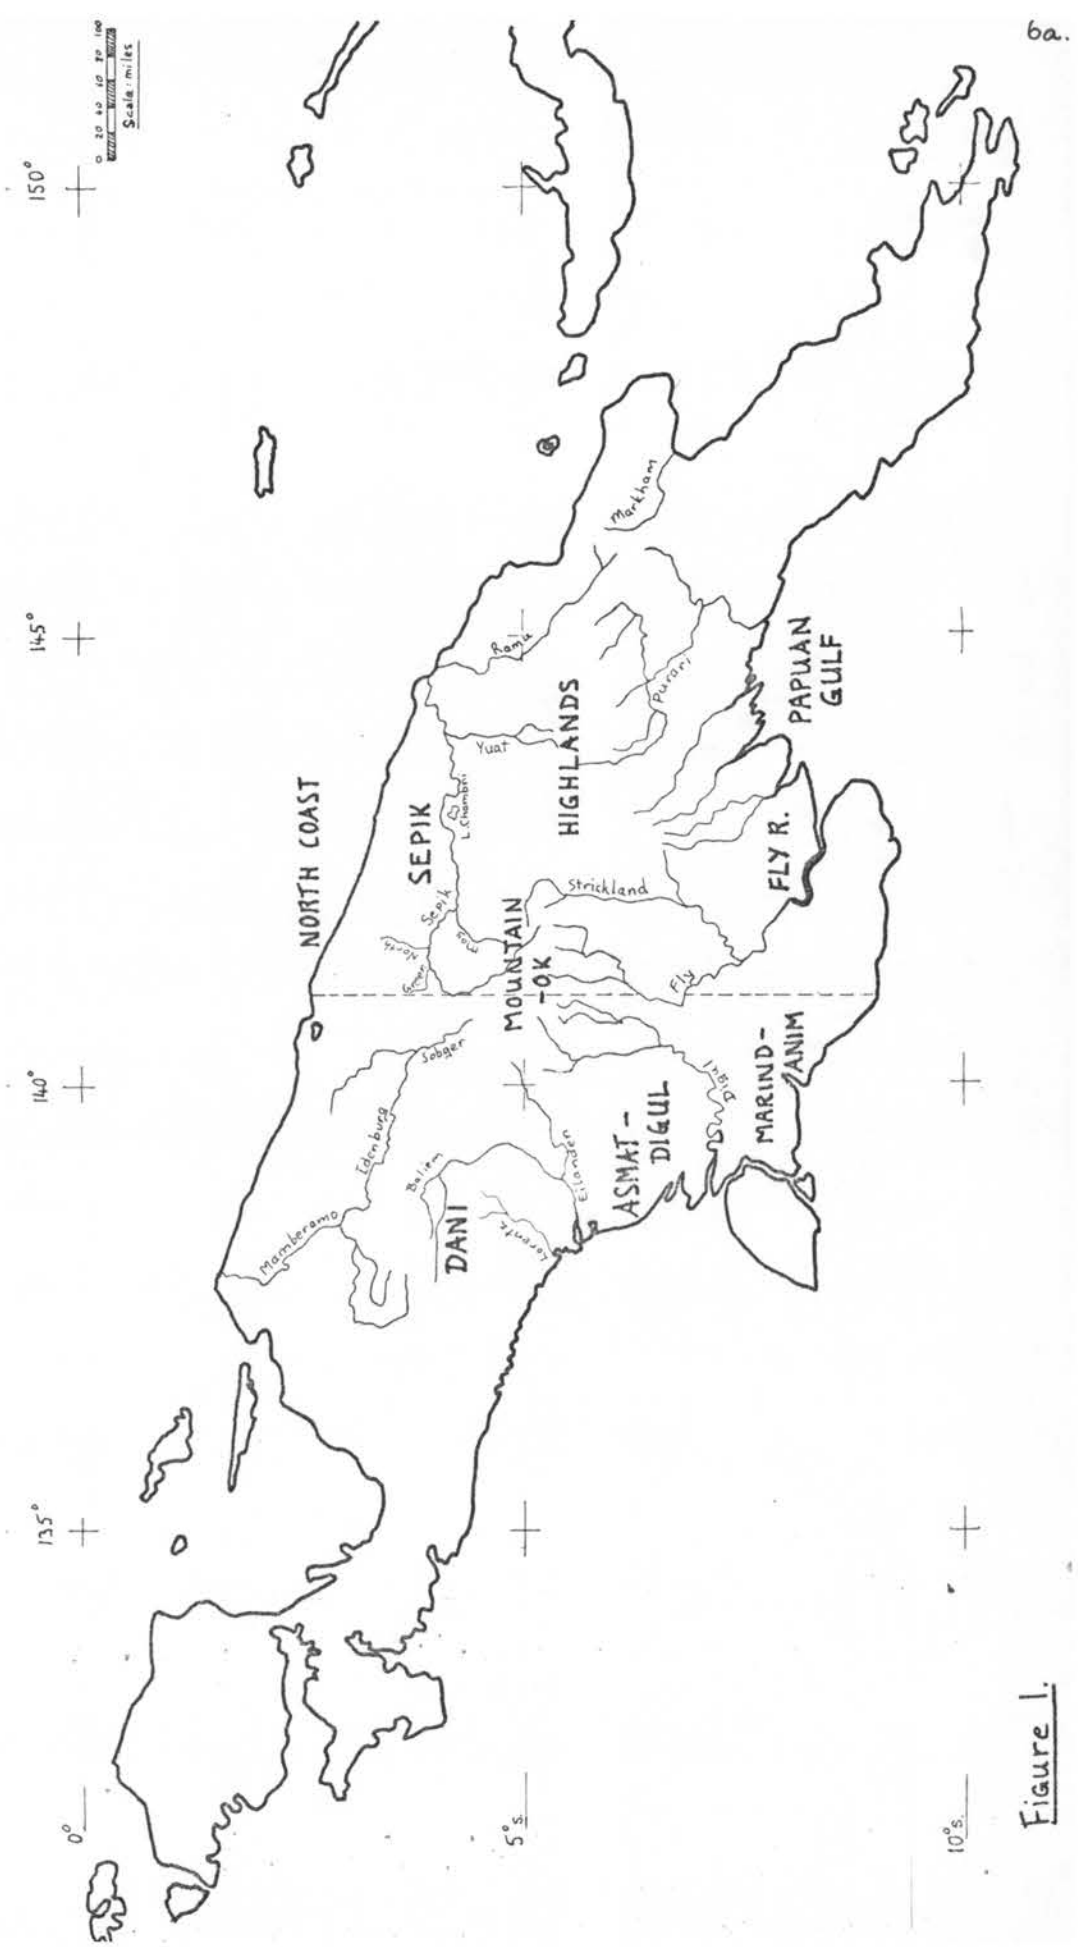 6a.
0 20 40 60 80 100
Scale: miles
150°
145°
140°
135°
0°
5°s.
10°s.
NORTH COAST
SEPIK
HIGHLANDS
MOUNTAIN
-OK
PAPUAN
GULF
FLY R.
MARIND-
ANIM
ASMAT-
DIGUL
DANI
Markham
Ramu
Purari
Yuat
L. Chambri
Sepik
North
Green
May
Strickland
Fly
Sobger
Idenburg
Mamberamo
Baliem
Lorentz
Eilanden
Digul
Figure 1.